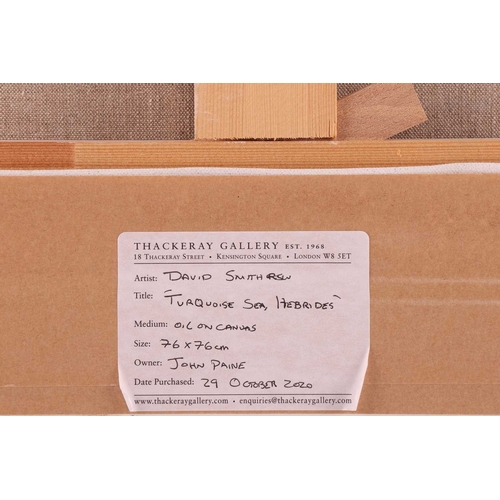 THACKERAY GALLERY EST. 1968
18 THACKERAY STREET • KENSINGTON SQUARE • LONDON W8 5ET
Artist: DAVID SMITH RSW
Title: "TURQUOISE SEA, HEBRIDES"
Medium: OIL ON CANVAS
Size: 76 x 76cm
Owner: JOHN PAINE
Date Purchased: 29 OCTOBER 2020
www.thackeraygallery.com • enquiries@thackeraygallery.com